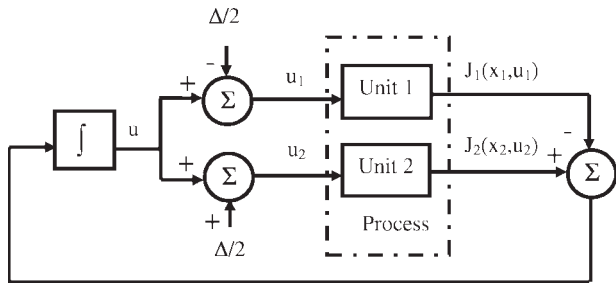 Δ/2
-
+
Σ
u₁
Unit 1
J₁(x₁,u₁)
-
∫
u
+
Σ
u₂
Unit 2
J₂(x₂,u₂)
+
Σ
+
Δ/2
Process